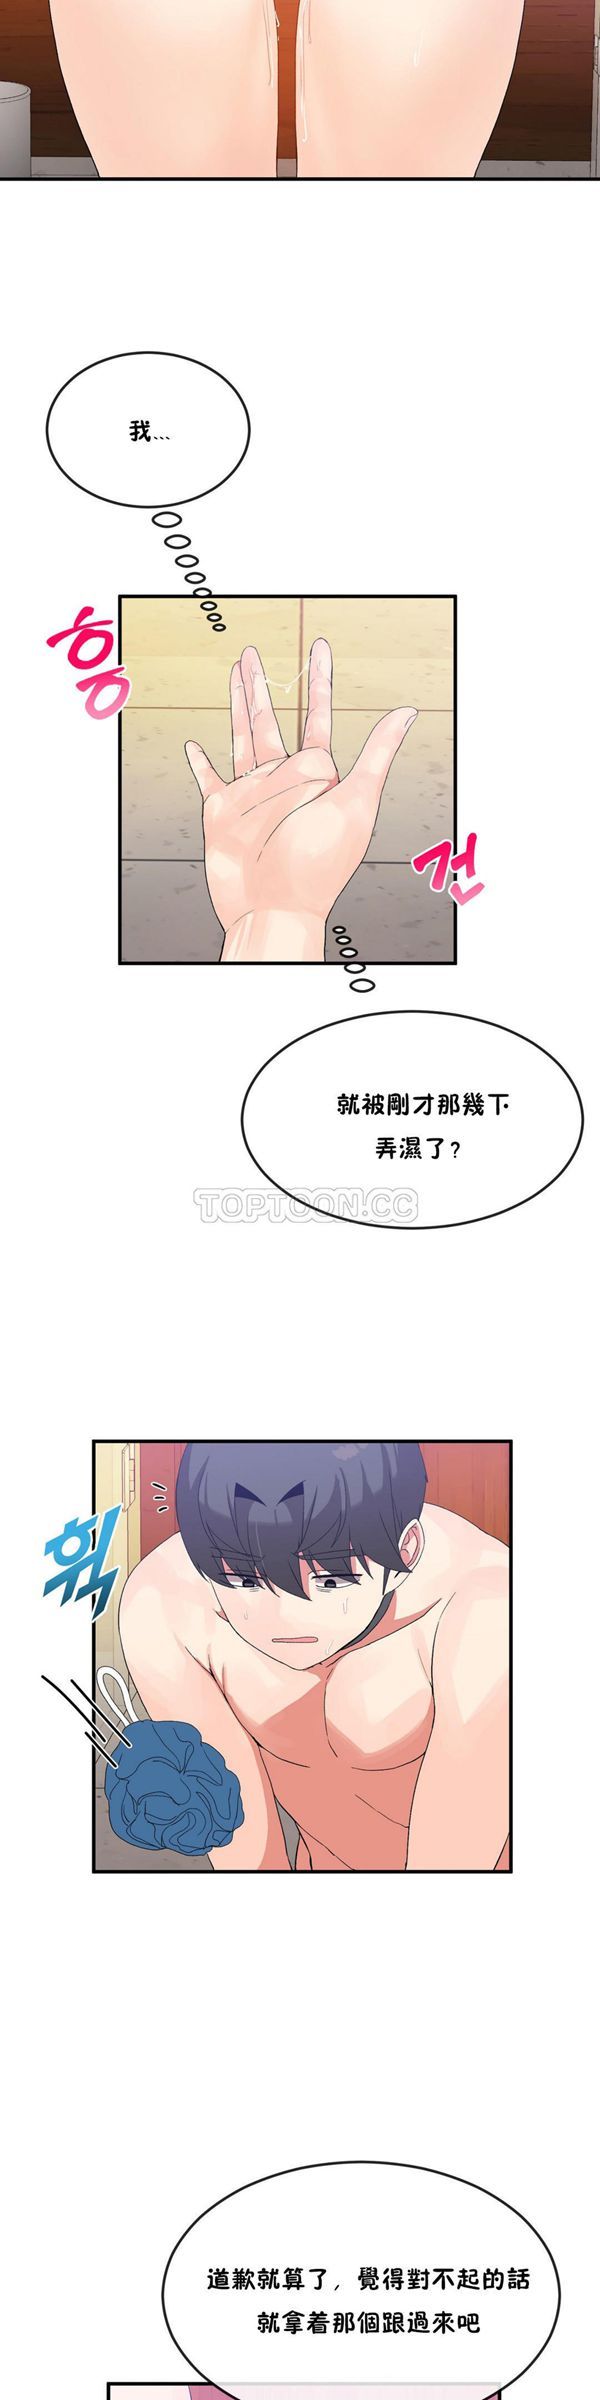 我...
흥
건
就被剛才那幾下
弄濕了?
TOPTOON.CC
휙
道歉就算了，覺得對不起的話
就拿着那個跟過來吧